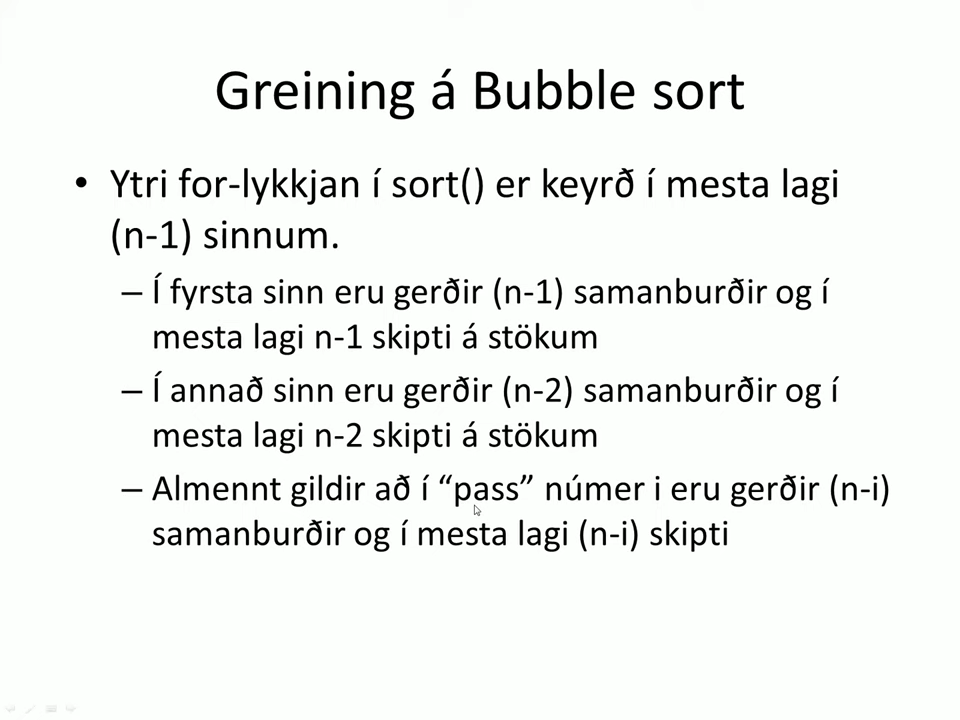 Greining á Bubble sort
• Ytri for-lykkjan í sort() er keyrð í mesta lagi
(n-1) sinnum.
– Í fyrsta sinn eru gerðir (n-1) samanburðir og í
mesta lagi n-1 skipti á stökum
– Í annað sinn eru gerðir (n-2) samanburðir og í
mesta lagi n-2 skipti á stökum
– Almennt gildir að í “pass” númer i eru gerðir (n-i)
samanburðir og í mesta lagi (n-i) skipti